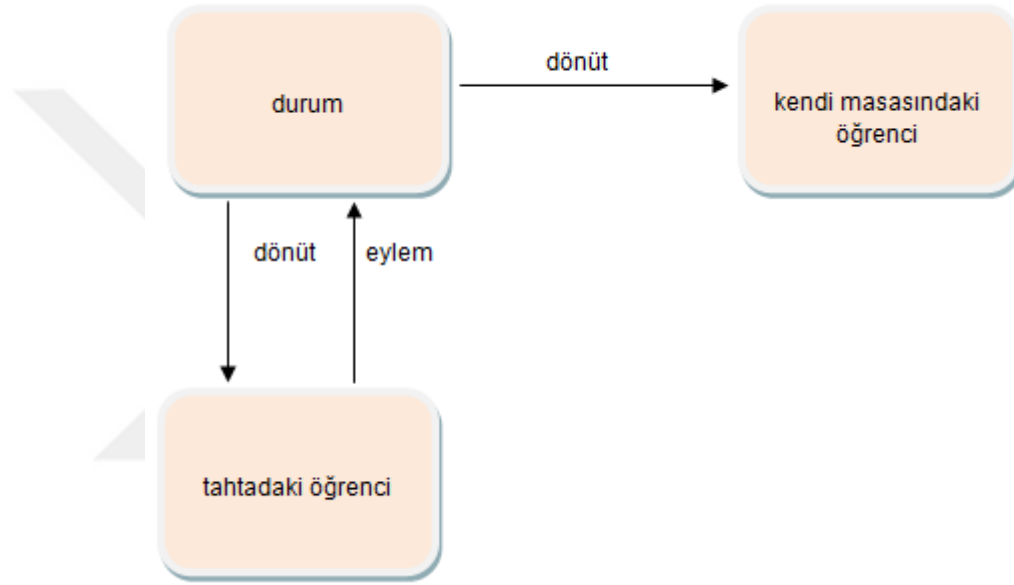 dönüt
durum
kendi masasındaki
öğrenci
dönüt
eylem
tahtadaki öğrenci